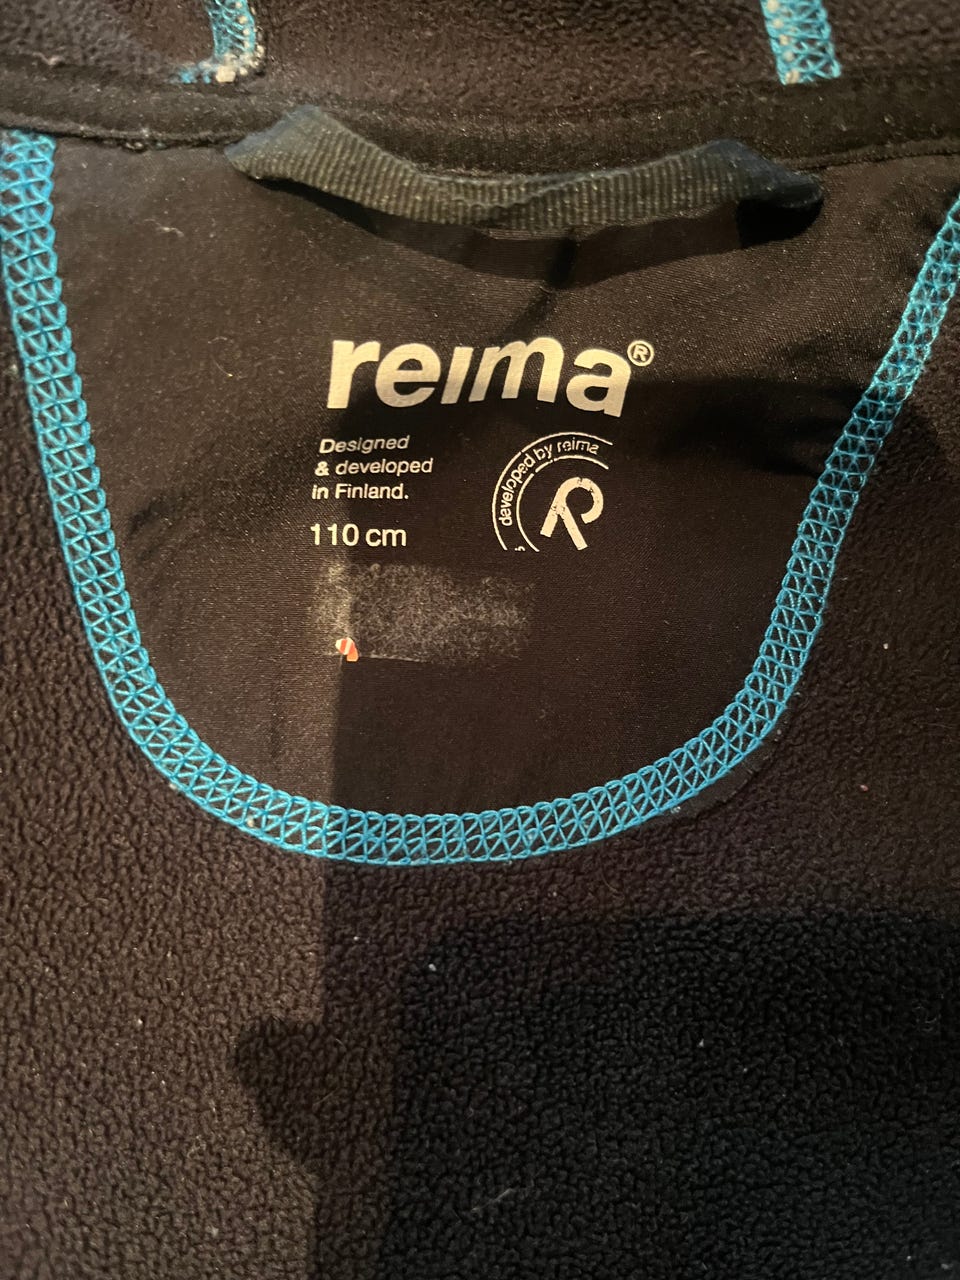 reima®
Designed
& developed
in Finland.
110 cm
developed by reima
R